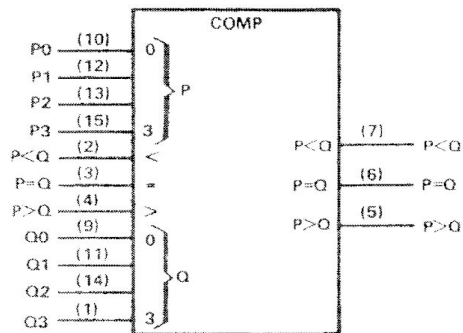 COMP
P0 (10) 0
P1 (12)
P2 (13) P
P3 (15) 3
P<Q (2) < P<Q (7) P<Q
P=Q (3) = P=Q (6) P=Q
P>Q (4) > P>Q (5) P>Q
Q0 (9) 0
Q1 (11)
Q2 (14) Q
Q3 (1) 3